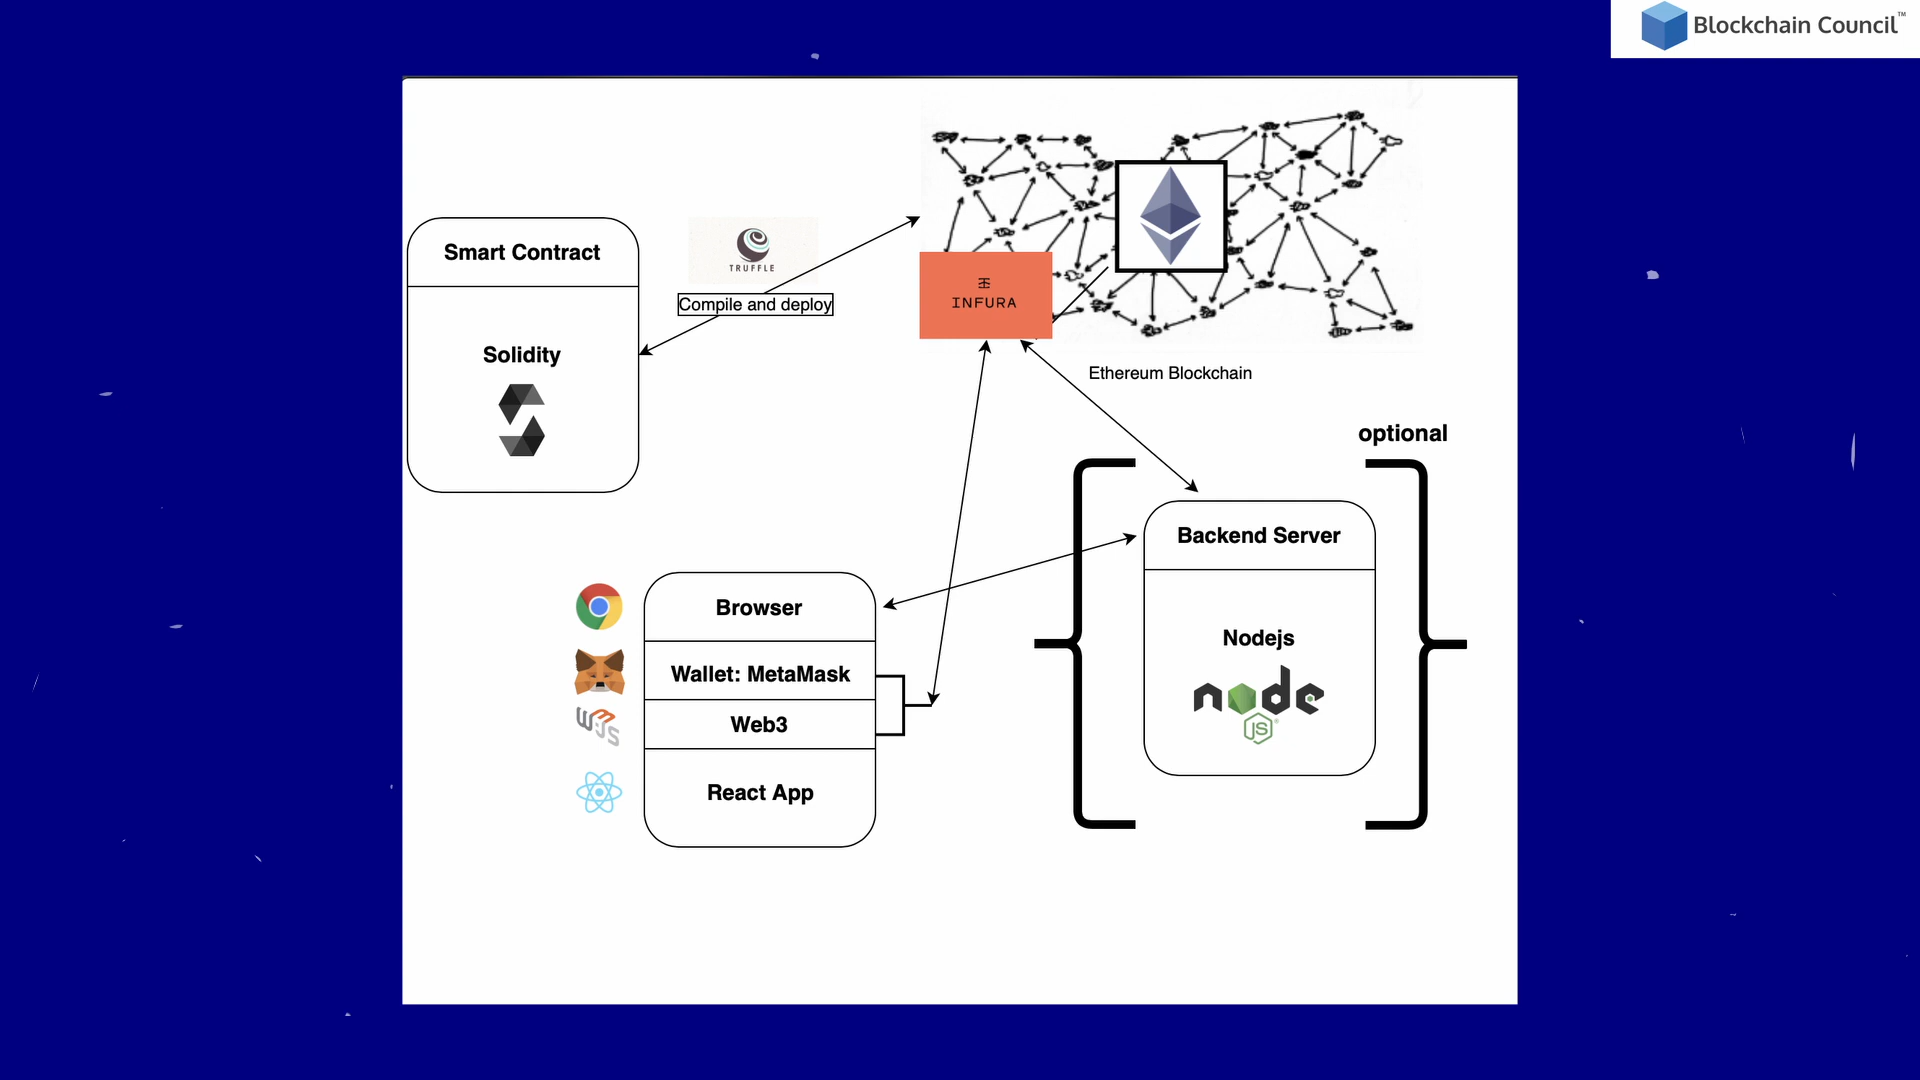 Blockchain Council™
Smart Contract
Solidity
TRUFFLE
Compile and deploy
INFURA
Ethereum Blockchain
optional
Backend Server
Nodejs
node
JS
Browser
Wallet: MetaMask
Web3
React App